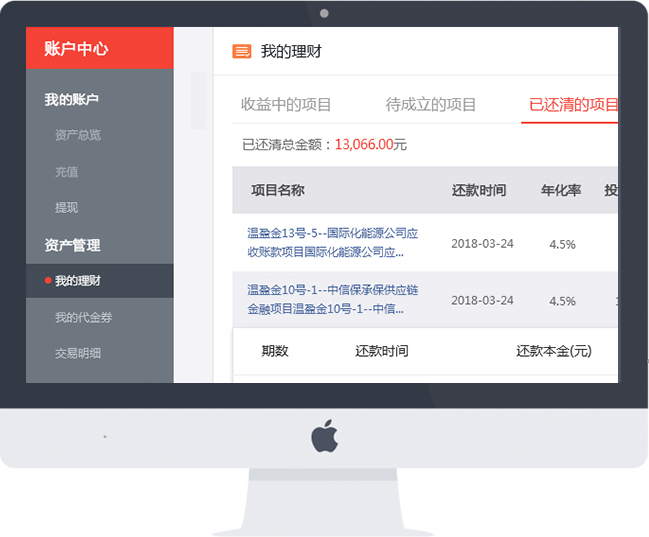 账户中心
我的账户
资产总览
充值
提现
资产管理
我的理财
我的代金券
交易明细
我的理财
收益中的项目 待成立的项目 已还清的项目
已还清总金额：13,066.00元
项目名称 还款时间 年化率 投
温盈金13号-5--国际化能源公司应
收账款项目国际化能源公司应...
2018-03-24 4.5%
温盈金10号-1--中信保承保供应链
金融项目温盈金10号-1--中信...
2018-03-24 4.5%
期数 还款时间 还款本金(元)